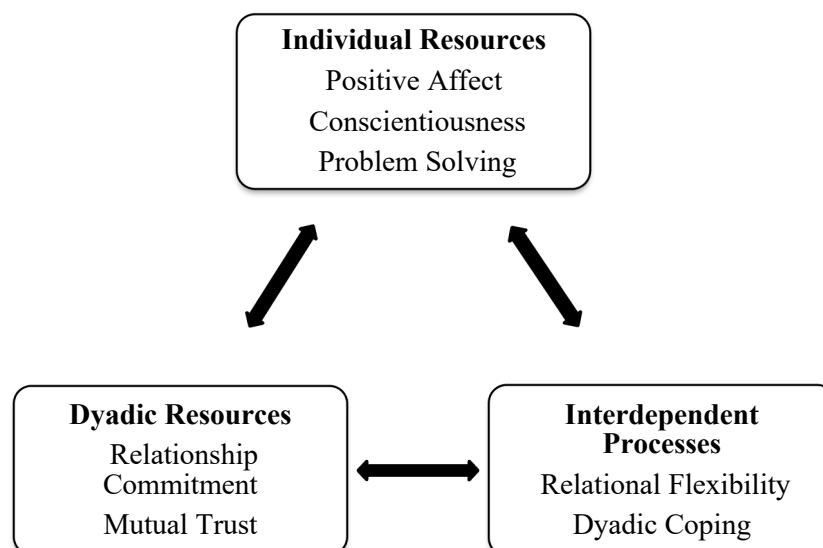 Individual Resources
Positive Affect
Conscientiousness
Problem Solving
Dyadic Resources
Relationship
Commitment
Mutual Trust
Interdependent
Processes
Relational Flexibility
Dyadic Coping